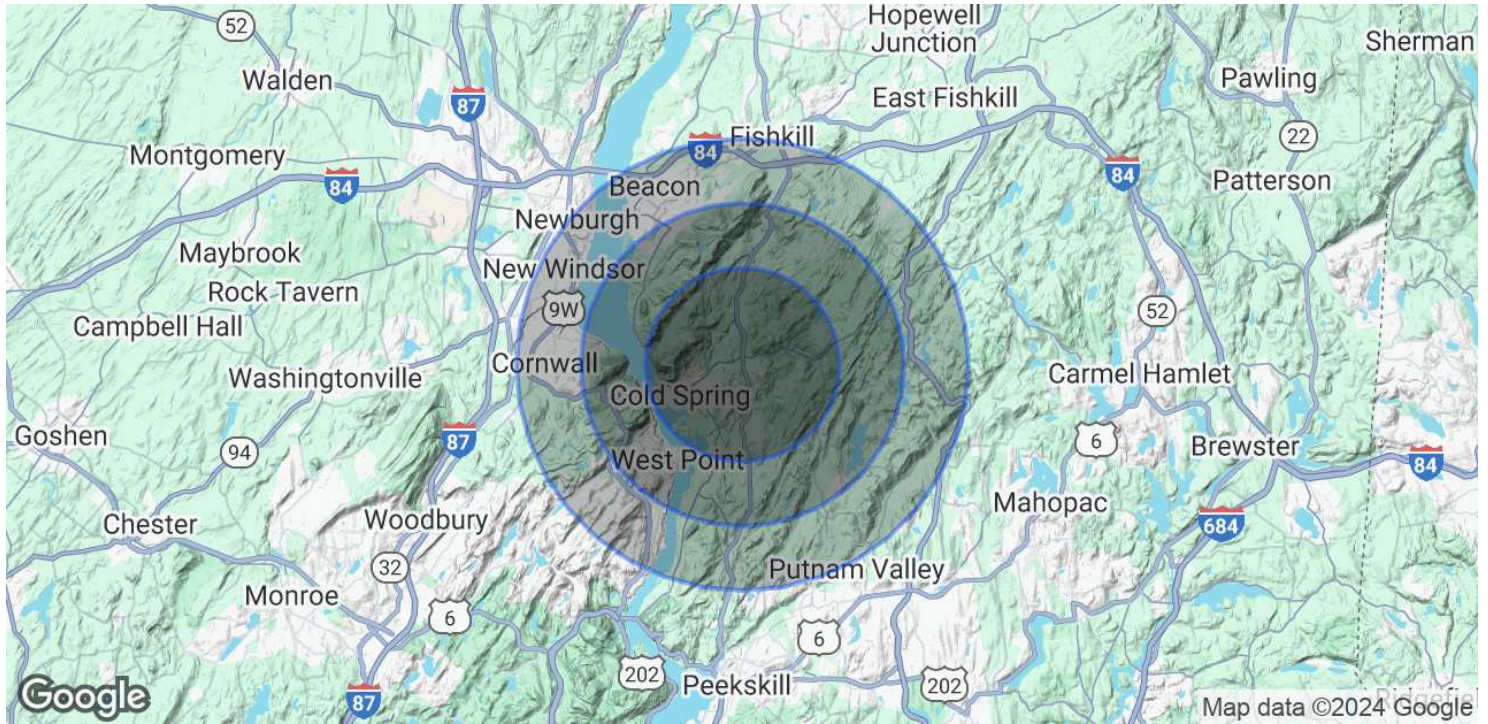 52
Hopewell
Junction
Sherman
Walden
87
Pawling
East Fishkill
22
Fishkill
Montgomery
84
84
84
Patterson
Beacon
Newburgh
Maybrook
New Windsor
Rock Tavern
9W
52
Campbell Hall
Cornwall
Washingtonville
Carmel Hamlet
Cold Spring
Goshen
87
6
94
Brewster
West Point
84
Mahopac
Chester
Woodbury
684
32
Putnam Valley
Monroe
6
6
202
Peekskill
202
87
Google
Map data ©2024 Google